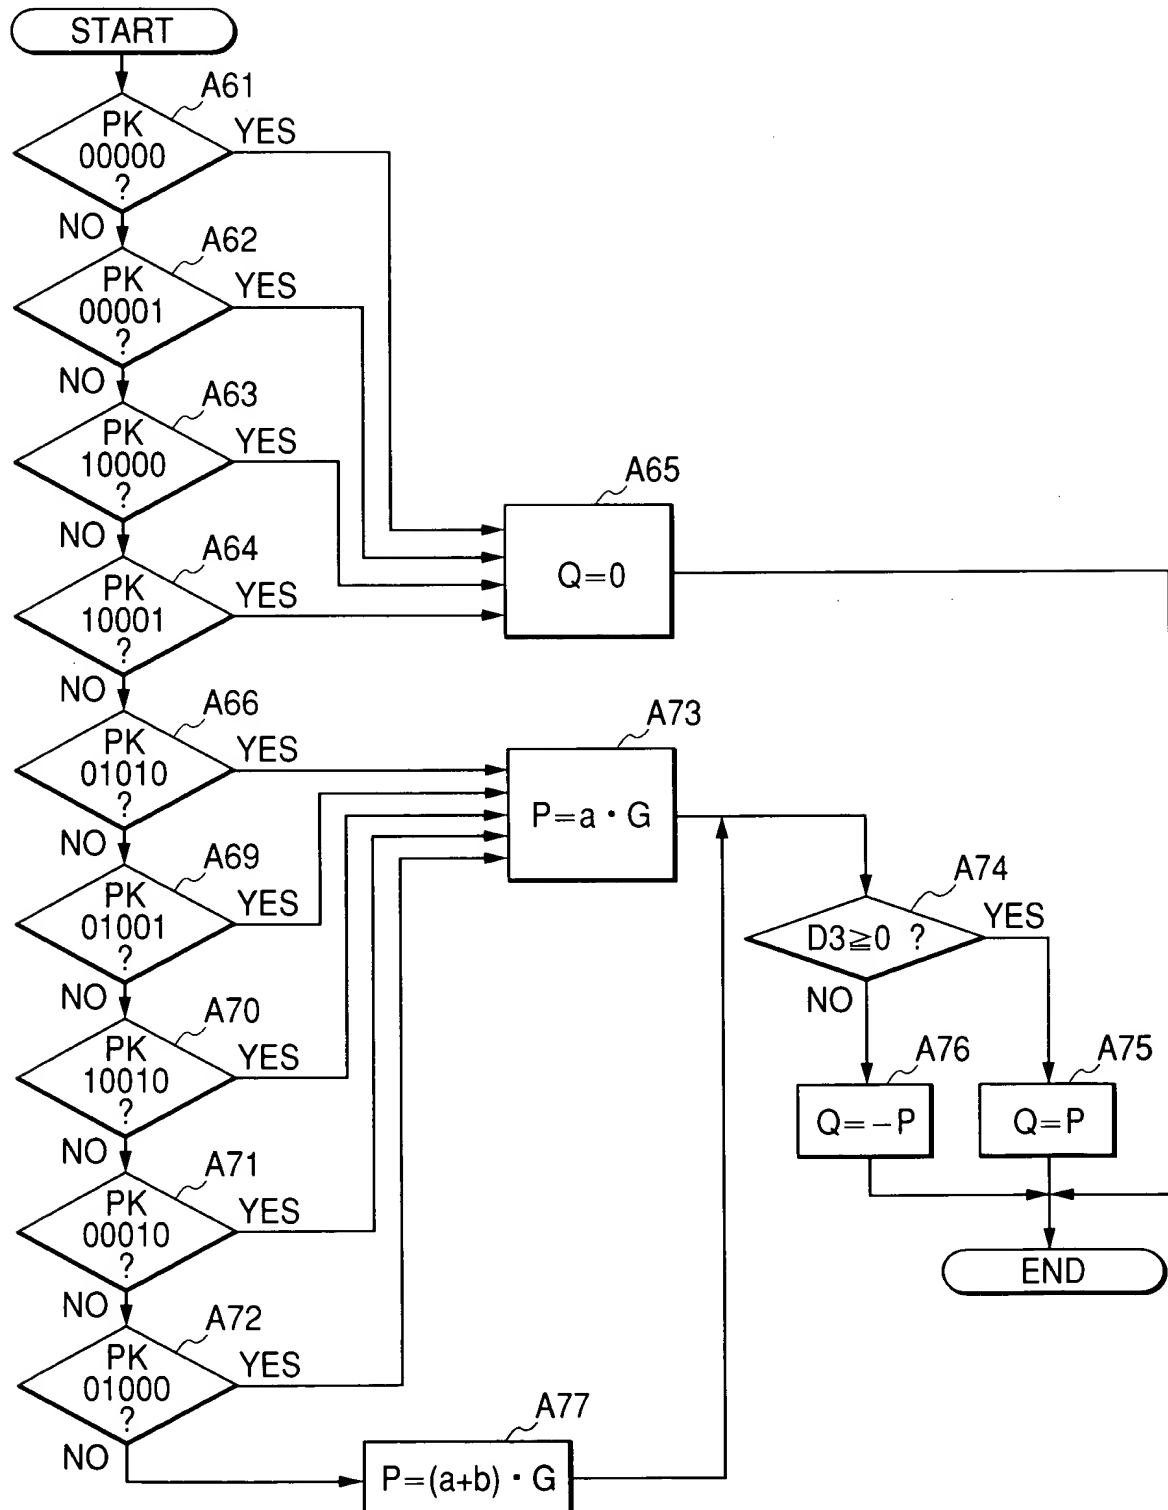 START
A61
PK
00000
?
YES
NO
A62
PK
00001
?
YES
NO
A63
PK
10000
?
YES
NO
A64
PK
10001
?
YES
NO
A65
Q=0
A66
PK
01010
?
YES
NO
A69
PK
01001
?
YES
NO
A70
PK
10010
?
YES
NO
A71
PK
00010
?
YES
NO
A72
PK
01000
?
YES
NO
A73
P=a・G
A74
D3≧0 ?
YES
NO
A76
Q=−P
A75
Q=P
END
A77
P=(a+b)・G